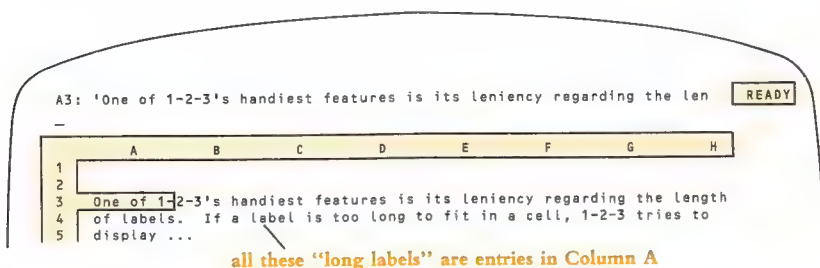 A3: 'One of 1-2-3's handiest features is its leniency regarding the len READY
A B C D E F G H
1
2
3 One of 1-2-3's handiest features is its leniency regarding the length
4 of labels. If a label is too long to fit in a cell, 1-2-3 tries to
5 display ...
all these "long labels" are entries in Column A